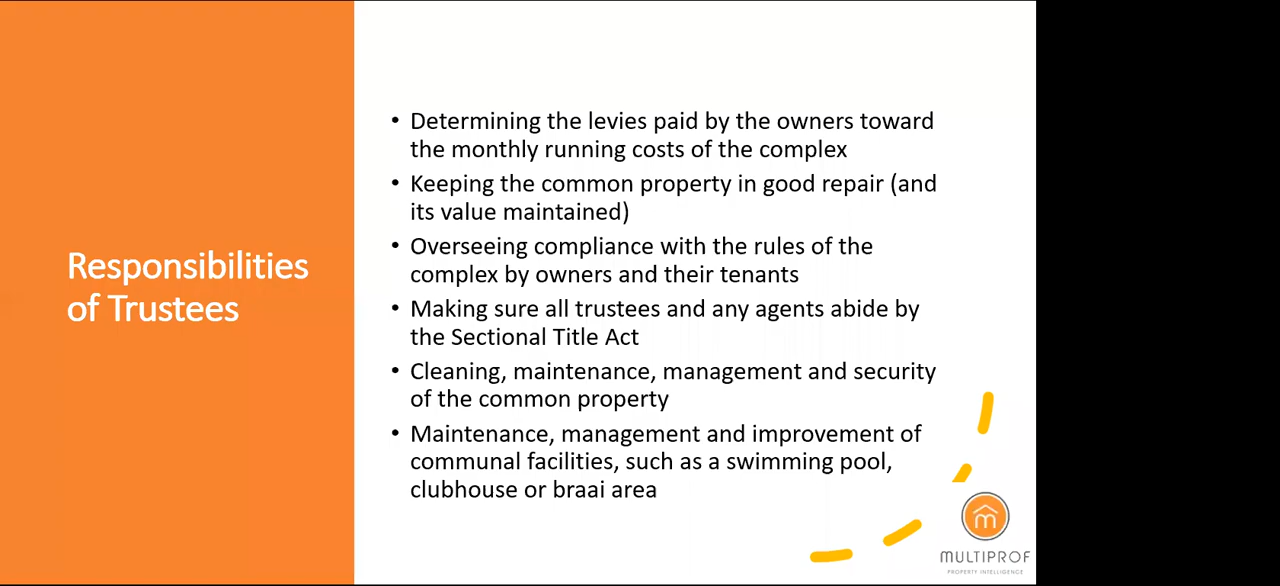 Responsibilities
of Trustees
• Determining the levies paid by the owners toward
the monthly running costs of the complex
• Keeping the common property in good repair (and
its value maintained)
• Overseeing compliance with the rules of the
complex by owners and their tenants
• Making sure all trustees and any agents abide by
the Sectional Title Act
• Cleaning, maintenance, management and security
of the common property
• Maintenance, management and improvement of
communal facilities, such as a swimming pool,
clubhouse or braai area
MULTIPROF
PROPERTY INTELLIGENCE